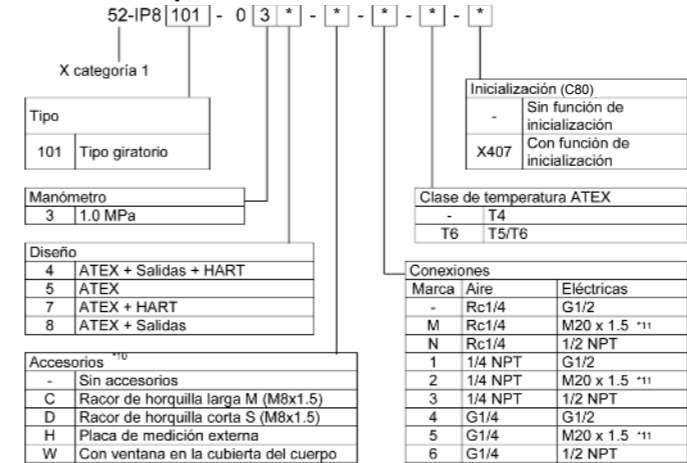 52-IP8 101 - 0 3 * - * - * - * - *
X categoría 1
Tipo
101 Tipo giratorio
Manómetro
3 1.0 MPa
Diseño
4 ATEX + Salidas + HART
5 ATEX
7 ATEX + HART
8 ATEX + Salidas
Accesorios *10
- Sin accesorios
C Racor de horquilla larga M (M8x1.5)
D Racor de horquilla corta S (M8x1.5)
H Placa de medición externa
W Con ventana en la cubierta del cuerpo
Inicialización (C80)
- Sin función de
inicialización
X407 Con función de
inicialización
Clase de temperatura ATEX
- T4
T6 T5/T6
Conexiones
Marca Aire Eléctricas
- Rc1/4 G1/2
M Rc1/4 M20 x 1.5 *11
N Rc1/4 1/2 NPT
1 1/4 NPT G1/2
2 1/4 NPT M20 x 1.5 *11
3 1/4 NPT 1/2 NPT
4 G1/4 G1/2
5 G1/4 M20 x 1.5 *11
6 G1/4 1/2 NPT